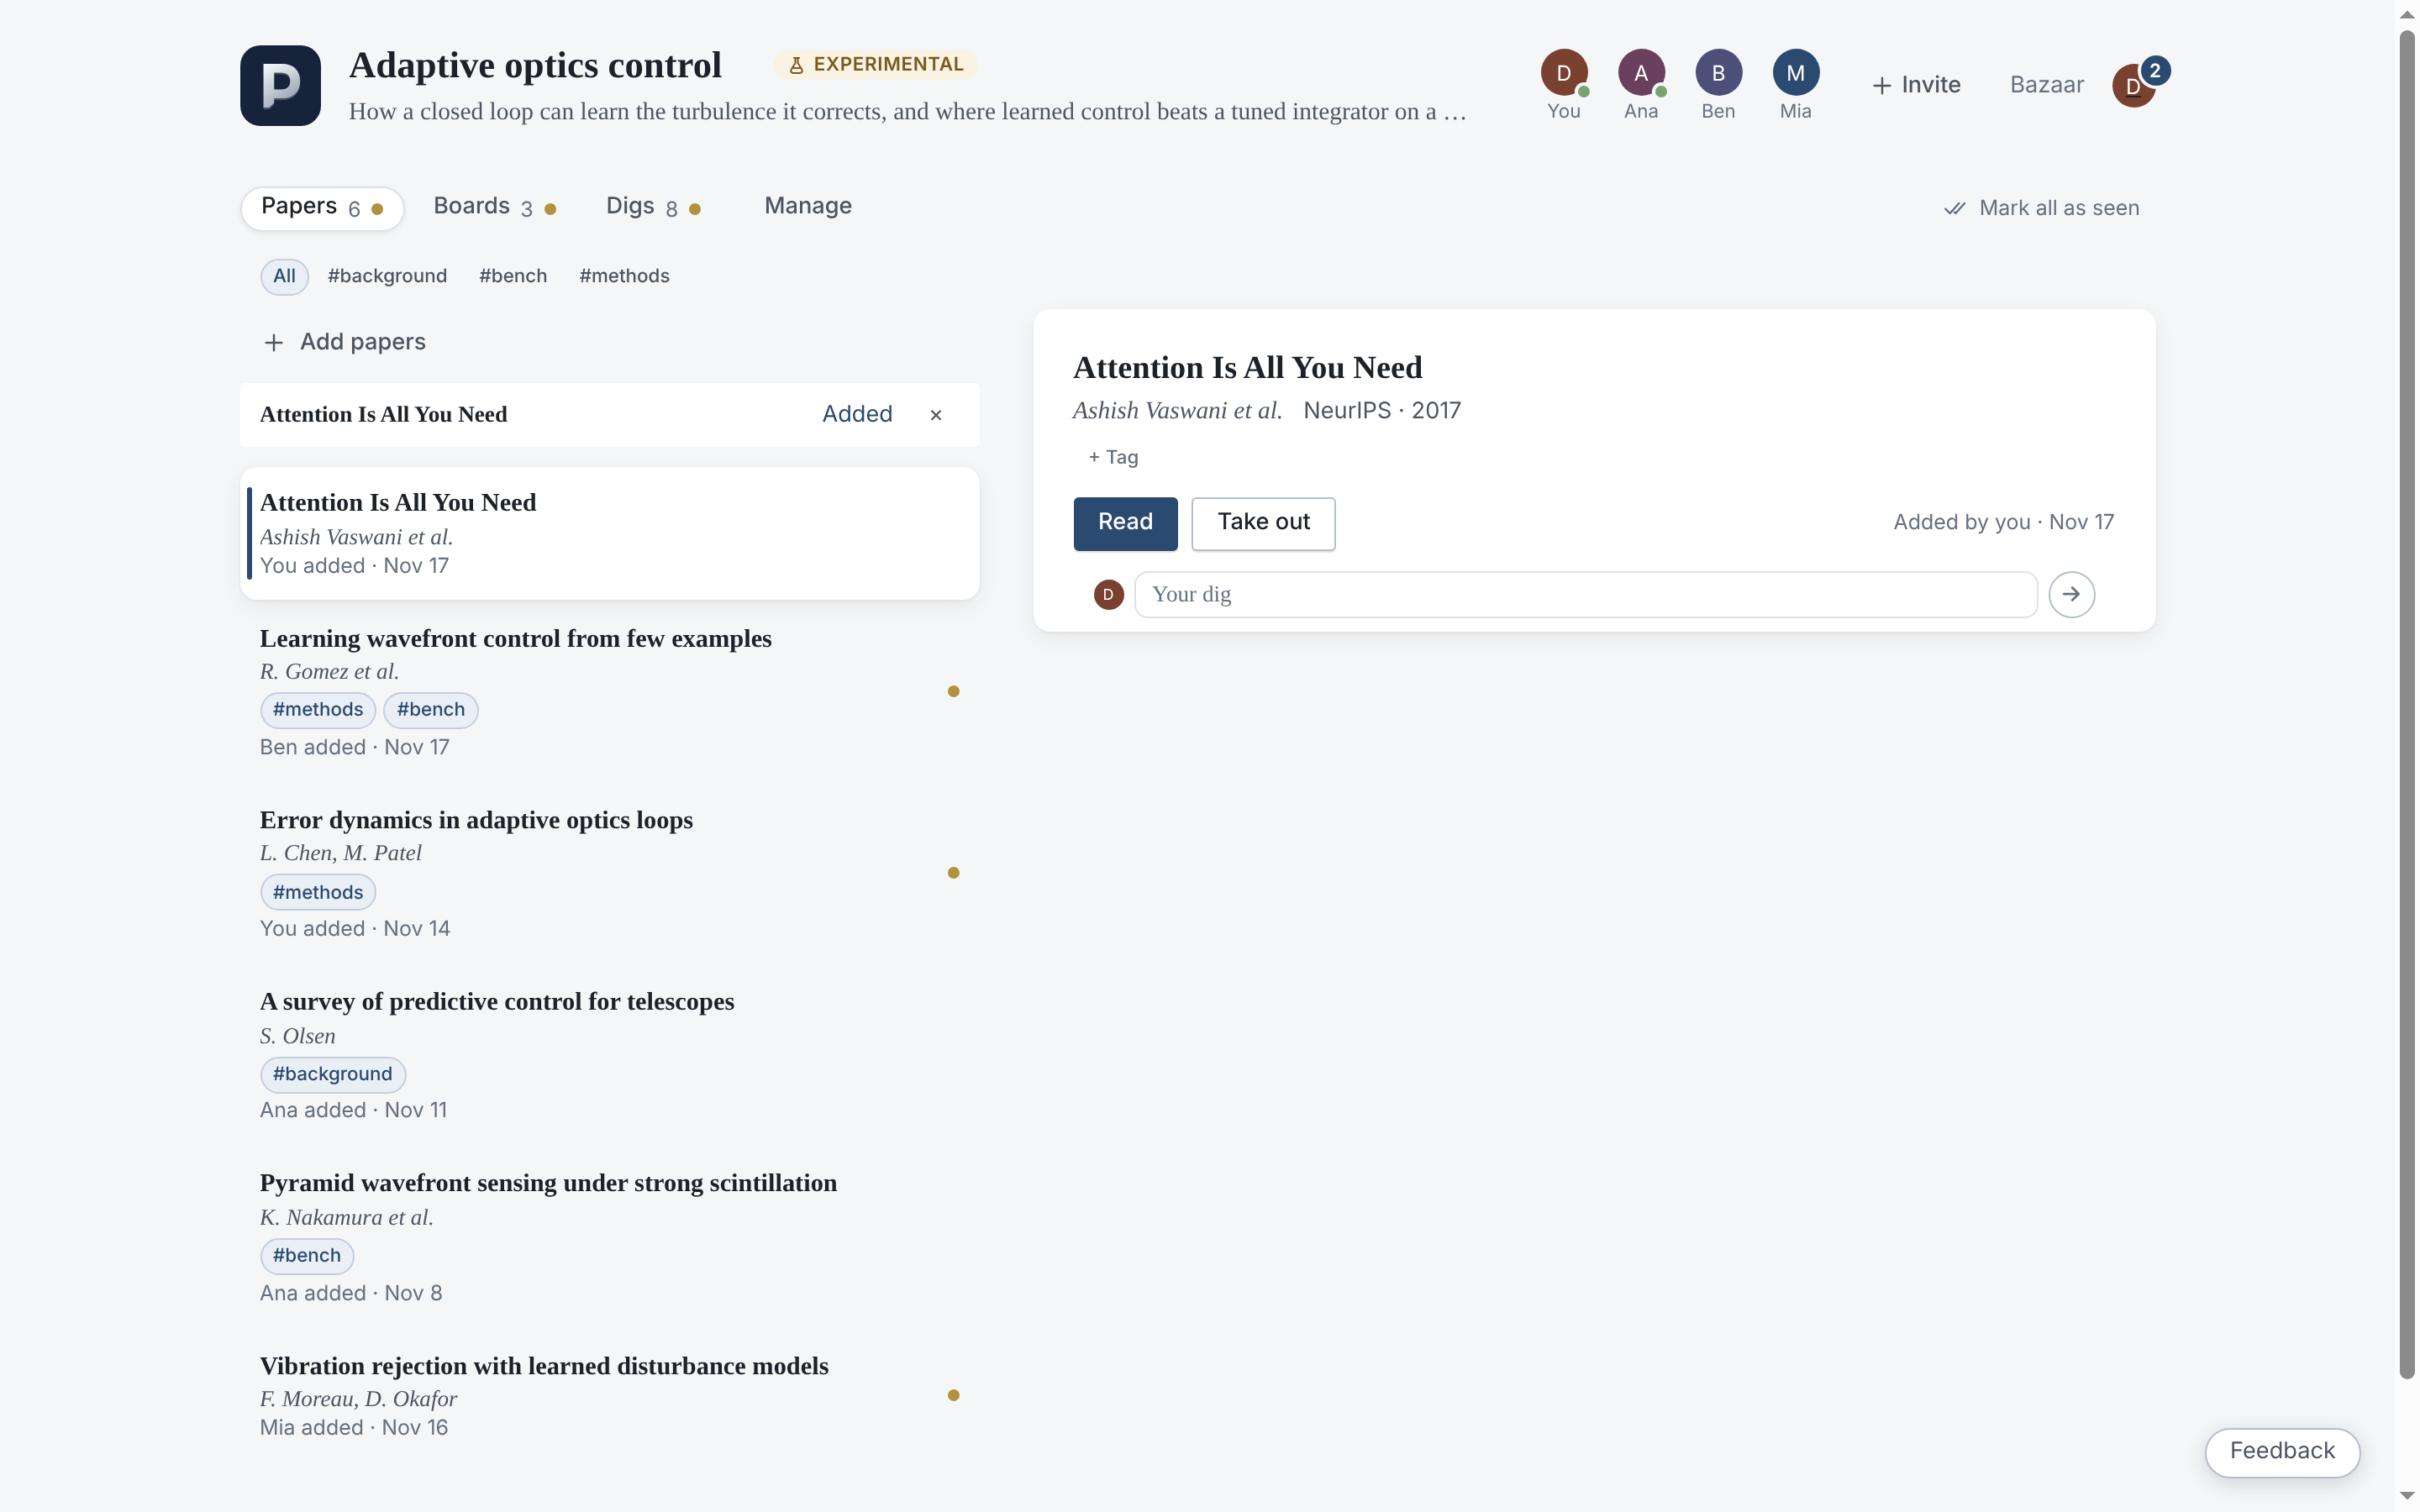 P
Adaptive optics control
EXPERIMENTAL
How a closed loop can learn the turbulence it corrects, and where learned control beats a tuned integrator on a …
D
You
A
Ana
B
Ben
M
Mia
+ Invite
Bazaar
D
2
Papers 6
Boards 3
Digs 8
Manage
Mark all as seen
All
#background
#bench
#methods
+ Add papers
Attention Is All You Need
Added
×
Attention Is All You Need
Ashish Vaswani et al.
You added · Nov 17
Learning wavefront control from few examples
R. Gomez et al.
#methods
#bench
Ben added · Nov 17
Error dynamics in adaptive optics loops
L. Chen, M. Patel
#methods
You added · Nov 14
A survey of predictive control for telescopes
S. Olsen
#background
Ana added · Nov 11
Pyramid wavefront sensing under strong scintillation
K. Nakamura et al.
#bench
Ana added · Nov 8
Vibration rejection with learned disturbance models
F. Moreau, D. Okafor
Mia added · Nov 16
Attention Is All You Need
Ashish Vaswani et al. NeurIPS · 2017
+ Tag
Read
Take out
Added by you · Nov 17
D
Your dig
Feedback